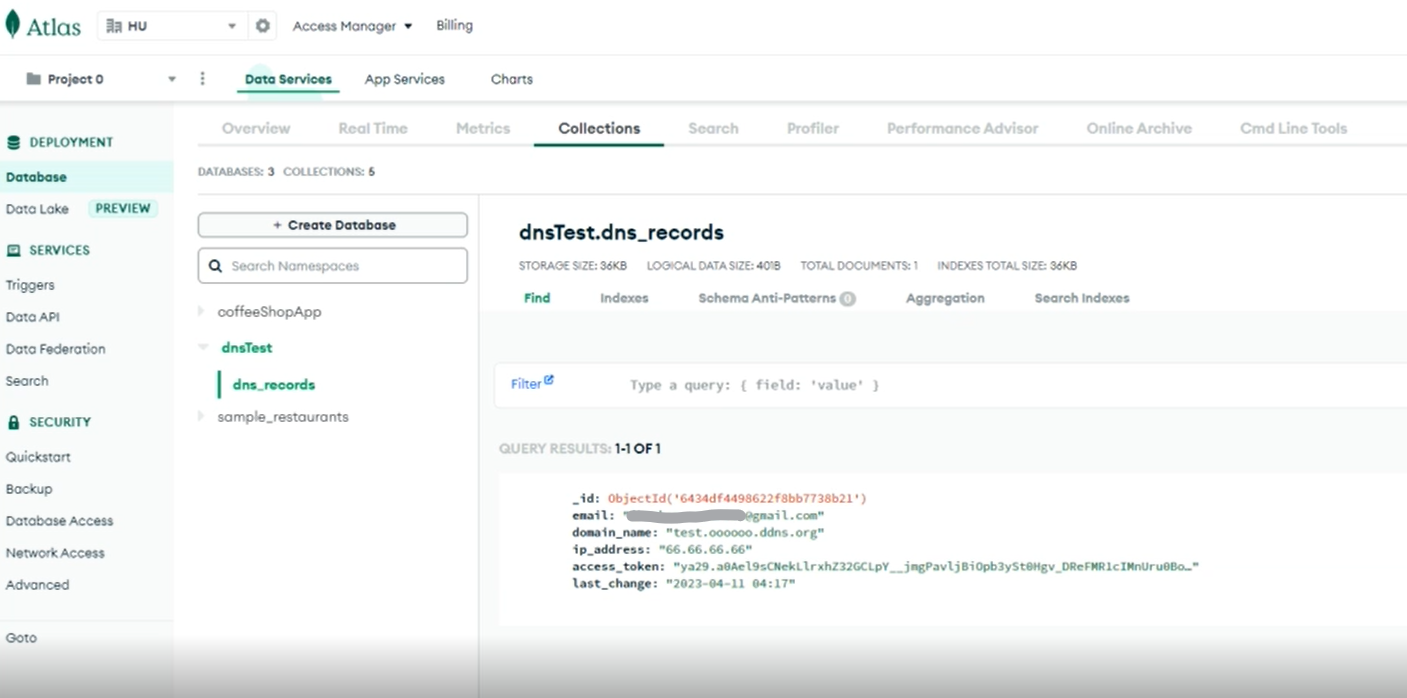 Atlas HU Access Manager Billing
Project 0 Data Services App Services Charts
DEPLOYMENT
Database
Data Lake PREVIEW
SERVICES
Triggers
Data API
Data Federation
Search
SECURITY
Quickstart
Backup
Database Access
Network Access
Advanced
Goto
Overview Real Time Metrics Collections Search Profiler Performance Advisor Online Archive Cmd Line Tools
DATABASES: 3 COLLECTIONS: 5
+ Create Database
Search Namespaces
coffeeShopApp
dnsTest
dns_records
sample_restaurants
dnsTest.dns_records
STORAGE SIZE: 36KB LOGICAL DATA SIZE: 401B TOTAL DOCUMENTS: 1 INDEXES TOTAL SIZE: 36KB
Find Indexes Schema Anti-Patterns 0 Aggregation Search Indexes
Filter Type a query: { field: 'value' }
QUERY RESULTS: 1-1 OF 1
_id: ObjectId('6434df4498622f8bb7738b21')
email: "@gmail.com"
domain_name: "test.oooooo.ddns.org"
ip_address: "66.66.66.66"
access_token: "ya29.a0Ael9sCNekLlrxhZ32GCLpY__jmgPavljBiOpb3ySt0Hgv_DReFMR1cIMnUru0Bo…"
last_change: "2023-04-11 04:17"